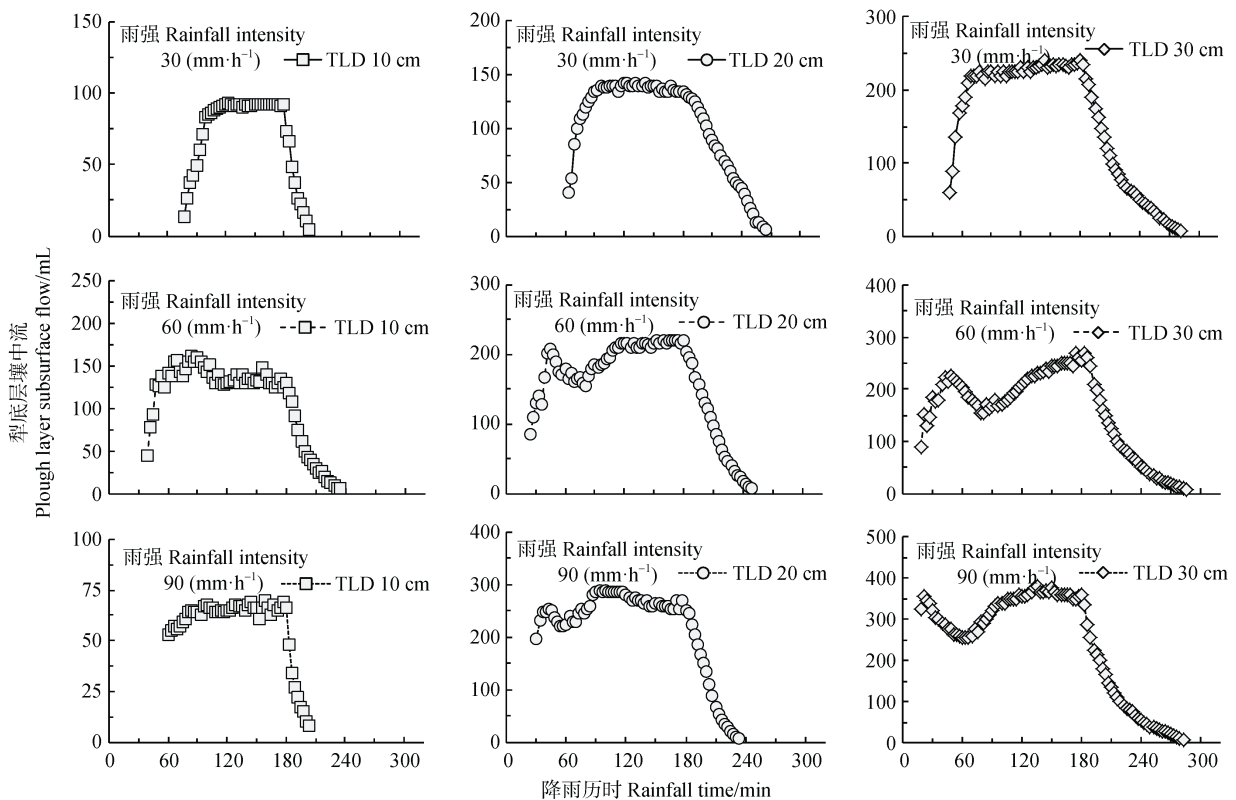 犁底层壤中流
Plough layer subsurface flow/mL
150
100
50
0
雨强 Rainfall intensity
30 (mm·h⁻¹)
TLD 10 cm
200
150
100
50
0
雨强 Rainfall intensity
30 (mm·h⁻¹)
TLD 20 cm
300
200
100
0
雨强 Rainfall intensity
30 (mm·h⁻¹)
TLD 30 cm
250
200
150
100
50
0
雨强 Rainfall intensity
60 (mm·h⁻¹)
TLD 10 cm
300
200
100
0
雨强 Rainfall intensity
60 (mm·h⁻¹)
TLD 20 cm
400
300
200
100
0
雨强 Rainfall intensity
60 (mm·h⁻¹)
TLD 30 cm
100
75
50
25
0
雨强 Rainfall intensity
90 (mm·h⁻¹)
TLD 10 cm
0 60 120 180 240 300
400
300
200
100
0
雨强 Rainfall intensity
90 (mm·h⁻¹)
TLD 20 cm
0 60 120 180 240 300
500
400
300
200
100
0
雨强 Rainfall intensity
90 (mm·h⁻¹)
TLD 30 cm
0 60 120 180 240 300
降雨历时 Rainfall time/min